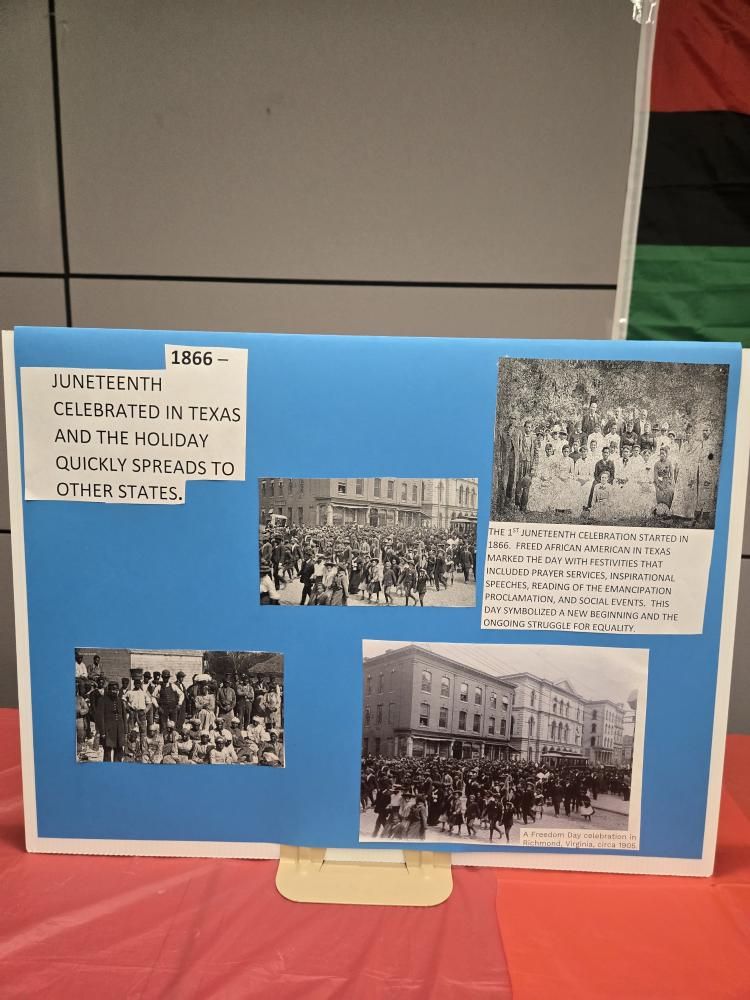 1866 –
JUNETEENTH
CELEBRATED IN TEXAS
AND THE HOLIDAY
QUICKLY SPREADS TO
OTHER STATES.
THE 1ST JUNETEENTH CELEBRATION STARTED IN
1866. FREED AFRICAN AMERICAN IN TEXAS
MARKED THE DAY WITH FESTIVITIES THAT
INCLUDED PRAYER SERVICES, INSPIRATIONAL
SPEECHES, READING OF THE EMANCIPATION
PROCLAMATION, AND SOCIAL EVENTS. THIS
DAY SYMBOLIZED A NEW BEGINNING AND THE
ONGOING STRUGGLE FOR EQUALITY.
A Freedom Day celebration in
Richmond, Virginia, circa 1905.